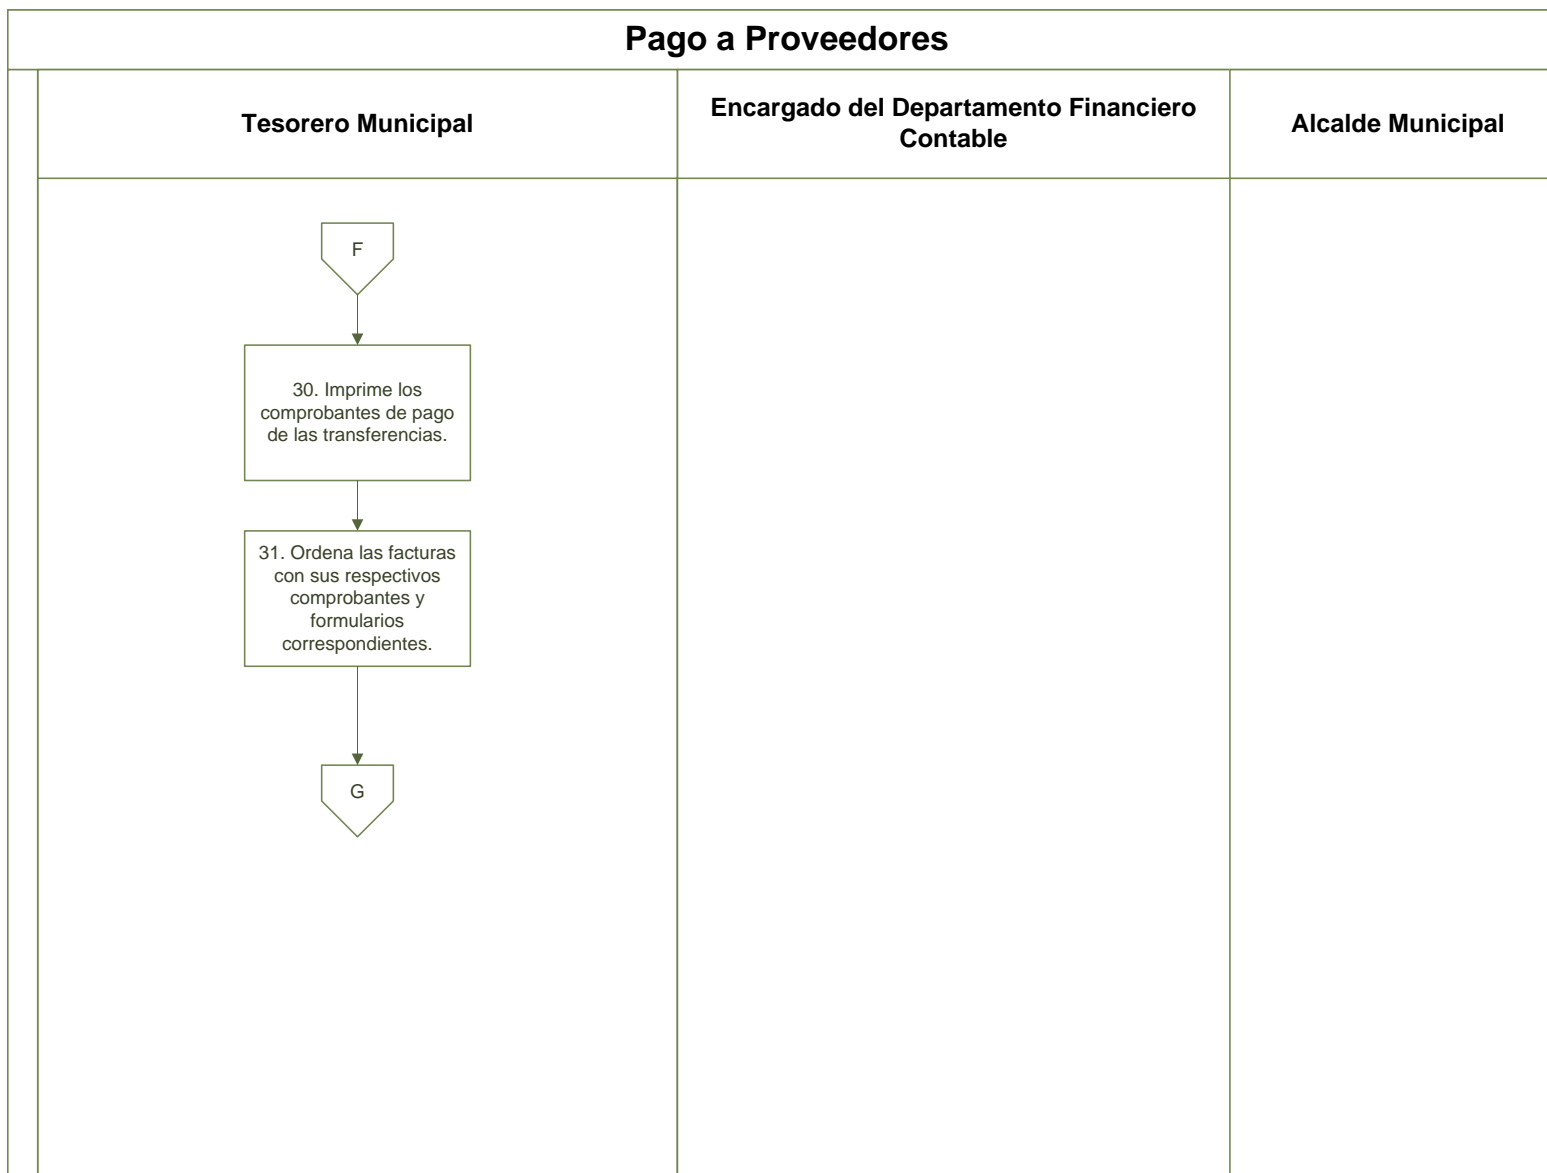 Pago a Proveedores
Tesorero Municipal
Encargado del Departamento Financiero
Contable
Alcalde Municipal
F
30. Imprime los
comprobantes de pago
de las transferencias.
31. Ordena las facturas
con sus respectivos
comprobantes y
formularios
correspondientes.
G